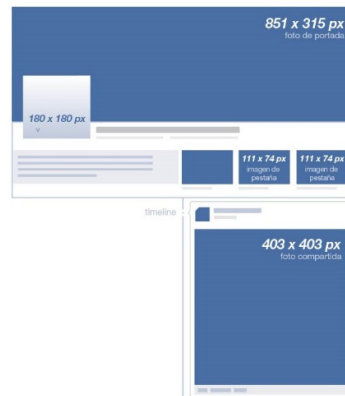 851 x 315 px
foto de portada
180 x 180 px
111 x 74 px
imagen de
pestaña
111 x 74 px
imagen de
pestaña
timeline
403 x 403 px
foto compartida